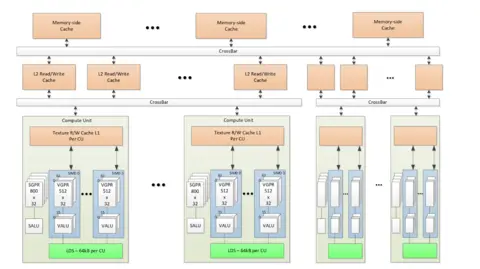 Memory-side
Cache
Memory-side
Cache
Memory-side
Cache
CrossBar
L2 Read/Write
Cache
L2 Read/Write
Cache
L2 Read/Write
Cache
CrossBar
CrossBar
Compute Unit
Texture R/W Cache L1
Per CU
SGPR
800
x
32
VGPR
512
x
32
VGPR
512
x
32
SALU
VALU
VALU
LDS – 64kB per CU
Compute Unit
Texture R/W Cache L1
Per CU
SGPR
800
x
32
VGPR
512
x
32
VGPR
512
x
32
SALU
VALU
VALU
LDS – 64kB per CU